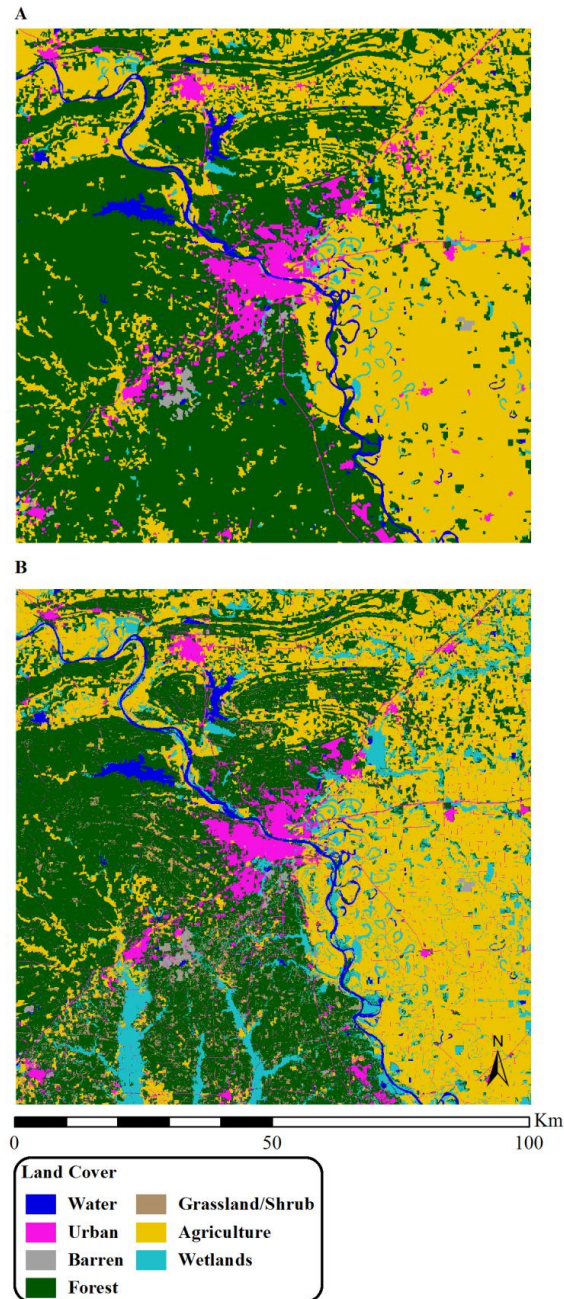 A
B
N
Km
0 50 100
Land Cover
Water Grassland/Shrub
Urban Agriculture
Barren Wetlands
Forest